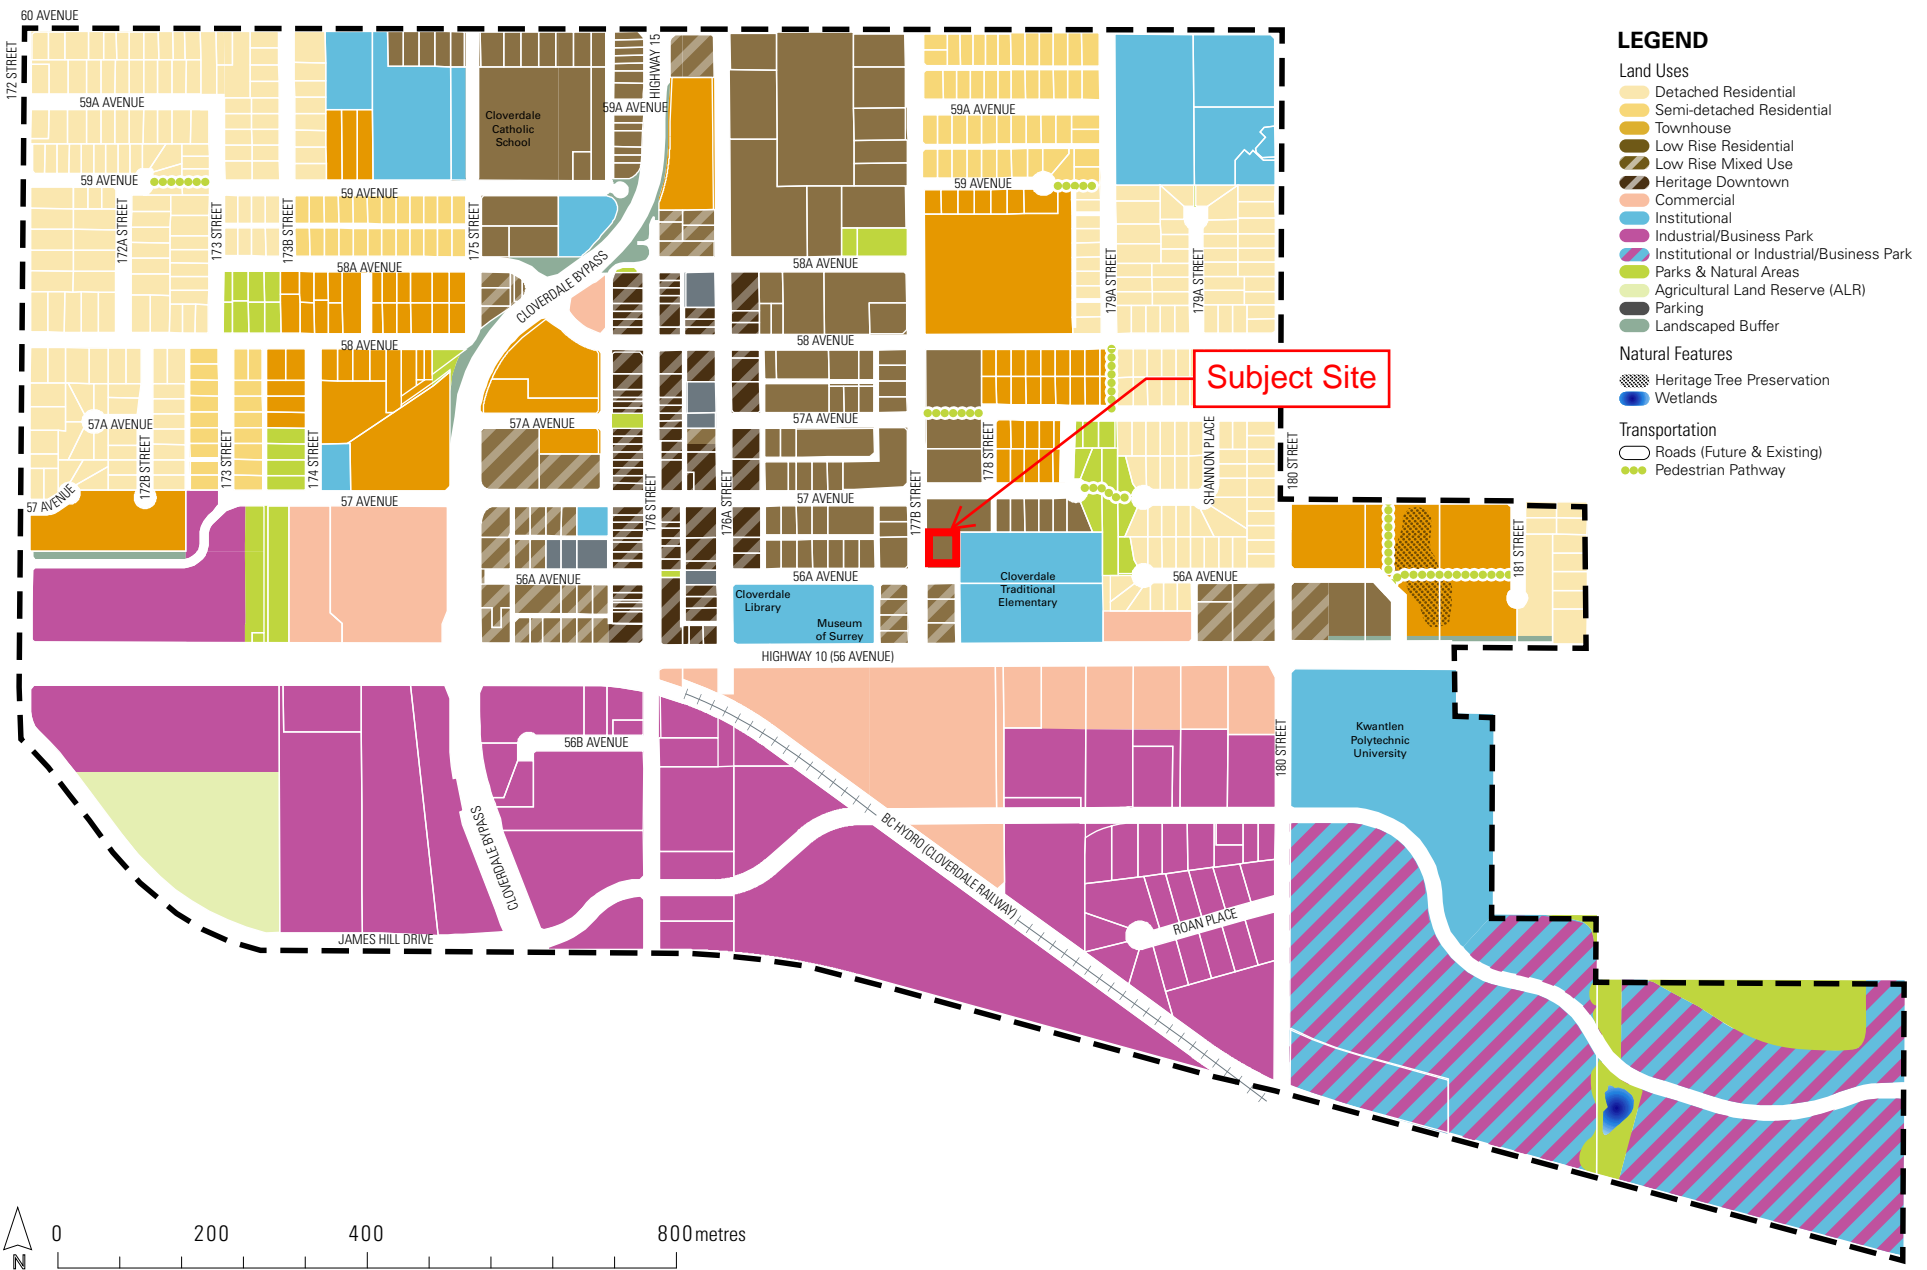 60 AVENUE
172 STREET
HIGHWAY 15
59A AVENUE
59A AVENUE
59A AVENUE
Cloverdale
Catholic
School
59 AVENUE
59 AVENUE
59 AVENUE
172A STREET
173 STREET
173B STREET
175 STREET
179A STREET
179A STREET
58A AVENUE
58A AVENUE
CLOVERDALE BYPASS
58 AVENUE
58 AVENUE
Subject Site
57A AVENUE
57A AVENUE
57A AVENUE
172B STREET
173 STREET
174 STREET
176 STREET
176A STREET
177B STREET
178 STREET
SHANNON PLACE
180 STREET
57 AVENUE
57 AVENUE
57 AVENUE
181 STREET
56A AVENUE
56A AVENUE
56A AVENUE
Cloverdale
Library
Museum
of Surrey
Cloverdale
Traditional
Elementary
HIGHWAY 10 (56 AVENUE)
56B AVENUE
180 STREET
Kwantlen
Polytechnic
University
CLOVERDALE BYPASS
BC HYDRO (CLOVERDALE RAILWAY)
ROAN PLACE
JAMES HILL DRIVE
LEGEND
Land Uses
Detached Residential
Semi-detached Residential
Townhouse
Low Rise Residential
Low Rise Mixed Use
Heritage Downtown
Commercial
Institutional
Industrial/Business Park
Institutional or Industrial/Business Park
Parks & Natural Areas
Agricultural Land Reserve (ALR)
Parking
Landscaped Buffer
Natural Features
Heritage Tree Preservation
Wetlands
Transportation
Roads (Future & Existing)
Pedestrian Pathway
N
0 200 400 800 metres